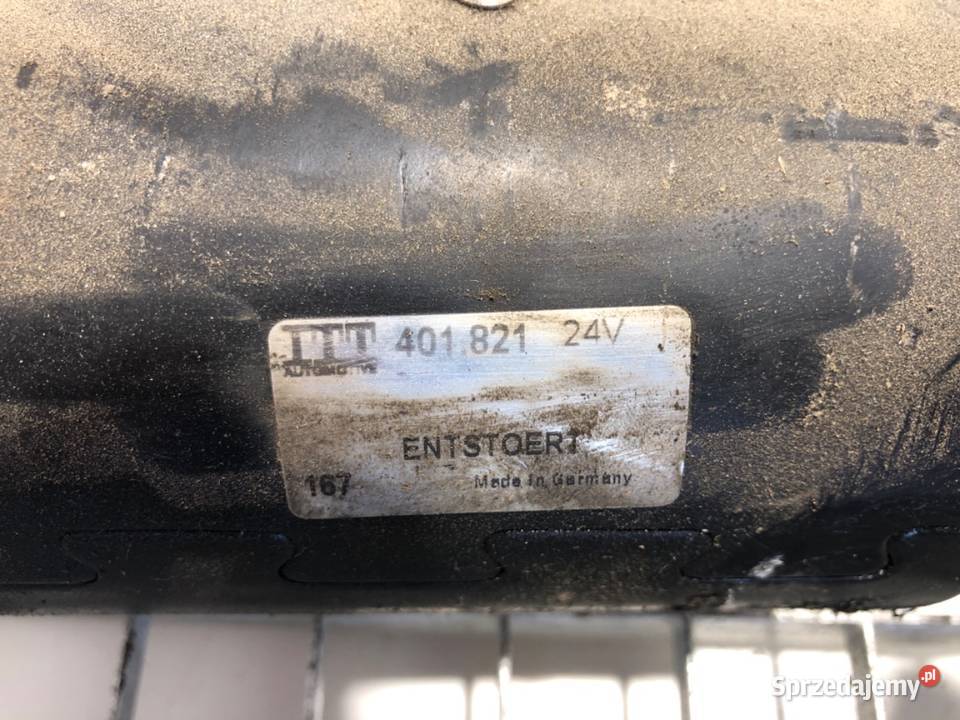 ITT 401.821 24V
AUTOMOTIVE
ENTSTOERT
167 Made in Germany
Sprzedajemy.pl